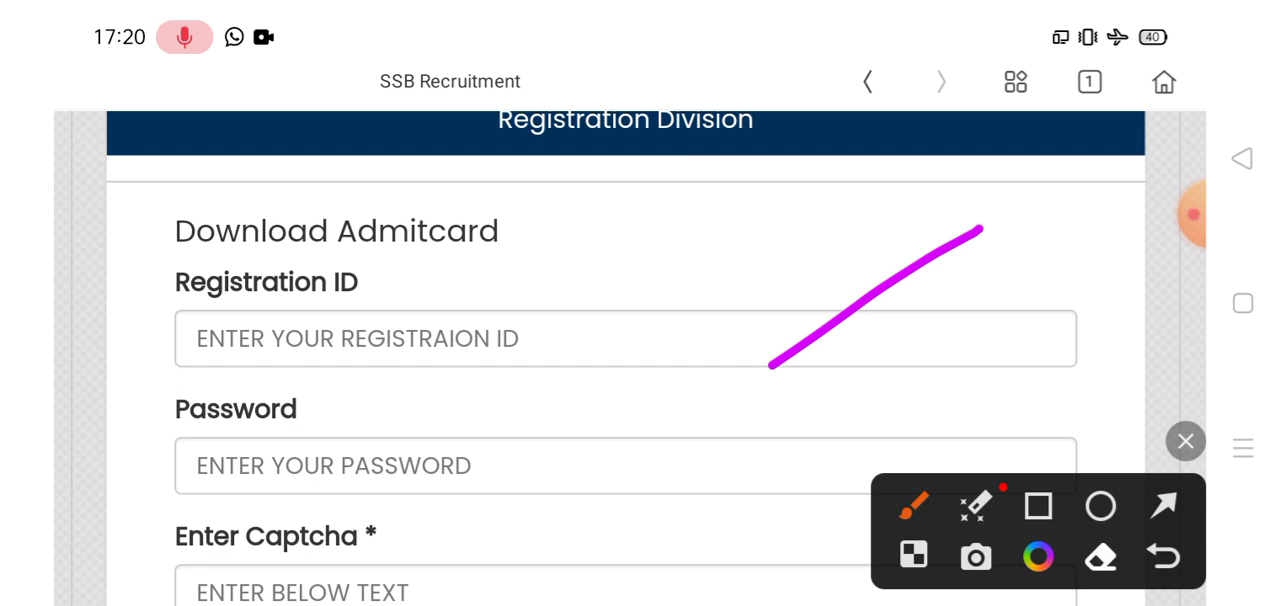 17:20
40
SSB Recruitment
1
Registration Division
Download Admitcard
Registration ID
ENTER YOUR REGISTRAION ID
Password
ENTER YOUR PASSWORD
Enter Captcha *
ENTER BELOW TEXT